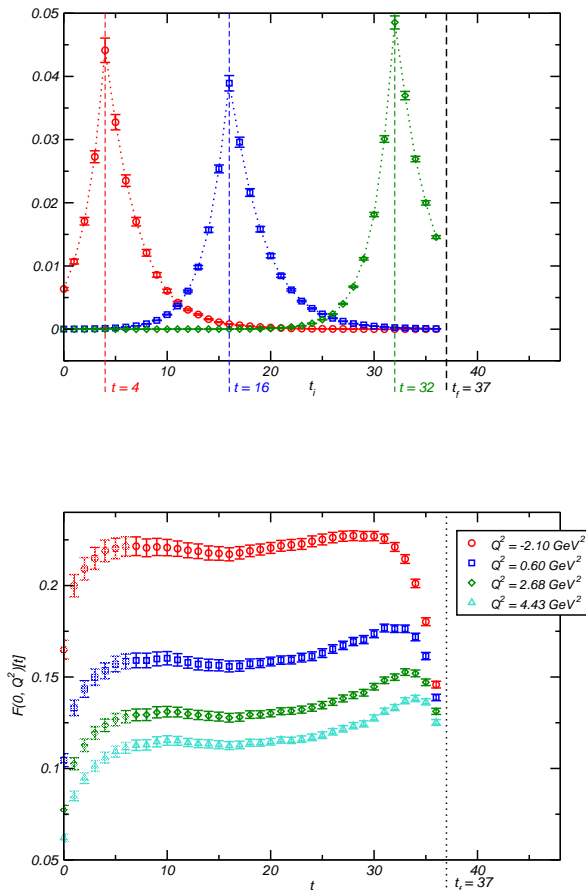 0.05
0.04
0.03
0.02
0.01
0
0 10 20 30 40
t = 4 t = 16 t_i t = 32 t_f = 37
0.2
0.15
0.1
0.05
F(0, Q^2)[t]
Q^2 = -2.10 GeV^2
Q^2 = 0.60 GeV^2
Q^2 = 2.68 GeV^2
Q^2 = 4.43 GeV^2
0 10 20 30 40
t t_f = 37